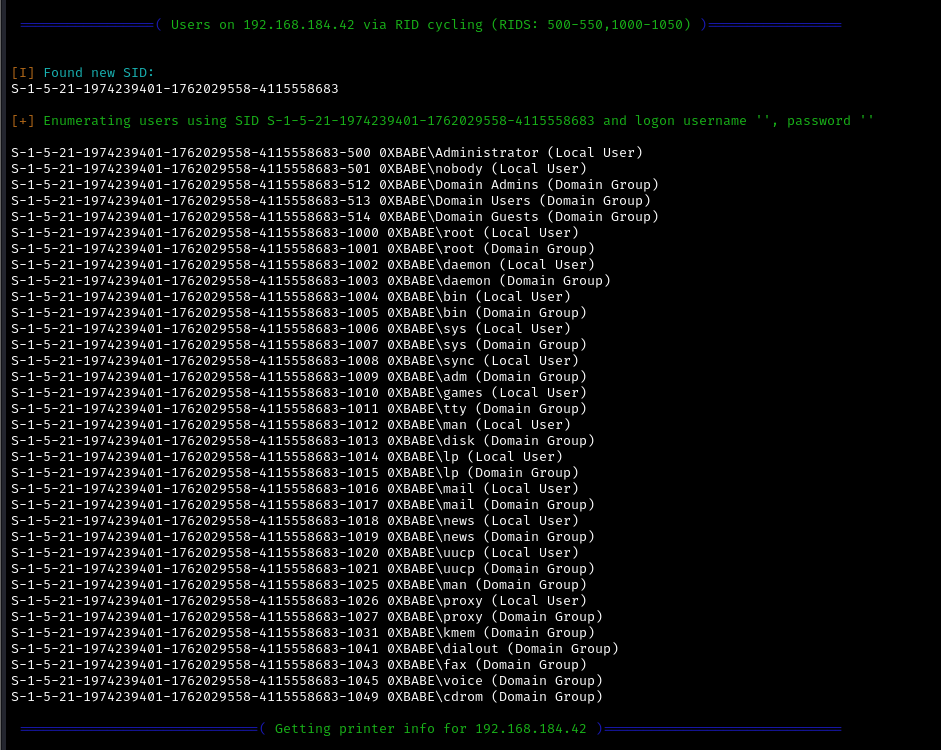 ( Users on 192.168.184.42 via RID cycling (RIDS: 500-550,1000-1050) )
[I] Found new SID:
S-1-5-21-1974239401-1762029558-4115558683
[+] Enumerating users using SID S-1-5-21-1974239401-1762029558-4115558683 and logon username '', password ''
S-1-5-21-1974239401-1762029558-4115558683-500 0XBABE\Administrator (Local User)
S-1-5-21-1974239401-1762029558-4115558683-501 0XBABE\nobody (Local User)
S-1-5-21-1974239401-1762029558-4115558683-512 0XBABE\Domain Admins (Domain Group)
S-1-5-21-1974239401-1762029558-4115558683-513 0XBABE\Domain Users (Domain Group)
S-1-5-21-1974239401-1762029558-4115558683-514 0XBABE\Domain Guests (Domain Group)
S-1-5-21-1974239401-1762029558-4115558683-1000 0XBABE\root (Local User)
S-1-5-21-1974239401-1762029558-4115558683-1001 0XBABE\root (Domain Group)
S-1-5-21-1974239401-1762029558-4115558683-1002 0XBABE\daemon (Local User)
S-1-5-21-1974239401-1762029558-4115558683-1003 0XBABE\daemon (Domain Group)
S-1-5-21-1974239401-1762029558-4115558683-1004 0XBABE\bin (Local User)
S-1-5-21-1974239401-1762029558-4115558683-1005 0XBABE\bin (Domain Group)
S-1-5-21-1974239401-1762029558-4115558683-1006 0XBABE\sys (Local User)
S-1-5-21-1974239401-1762029558-4115558683-1007 0XBABE\sys (Domain Group)
S-1-5-21-1974239401-1762029558-4115558683-1008 0XBABE\sync (Local User)
S-1-5-21-1974239401-1762029558-4115558683-1009 0XBABE\adm (Domain Group)
S-1-5-21-1974239401-1762029558-4115558683-1010 0XBABE\games (Local User)
S-1-5-21-1974239401-1762029558-4115558683-1011 0XBABE\tty (Domain Group)
S-1-5-21-1974239401-1762029558-4115558683-1012 0XBABE\man (Local User)
S-1-5-21-1974239401-1762029558-4115558683-1013 0XBABE\disk (Domain Group)
S-1-5-21-1974239401-1762029558-4115558683-1014 0XBABE\lp (Local User)
S-1-5-21-1974239401-1762029558-4115558683-1015 0XBABE\lp (Domain Group)
S-1-5-21-1974239401-1762029558-4115558683-1016 0XBABE\mail (Local User)
S-1-5-21-1974239401-1762029558-4115558683-1017 0XBABE\mail (Domain Group)
S-1-5-21-1974239401-1762029558-4115558683-1018 0XBABE\news (Local User)
S-1-5-21-1974239401-1762029558-4115558683-1019 0XBABE\news (Domain Group)
S-1-5-21-1974239401-1762029558-4115558683-1020 0XBABE\uucp (Local User)
S-1-5-21-1974239401-1762029558-4115558683-1021 0XBABE\uucp (Domain Group)
S-1-5-21-1974239401-1762029558-4115558683-1025 0XBABE\man (Domain Group)
S-1-5-21-1974239401-1762029558-4115558683-1026 0XBABE\proxy (Local User)
S-1-5-21-1974239401-1762029558-4115558683-1027 0XBABE\proxy (Domain Group)
S-1-5-21-1974239401-1762029558-4115558683-1031 0XBABE\kmem (Domain Group)
S-1-5-21-1974239401-1762029558-4115558683-1041 0XBABE\dialout (Domain Group)
S-1-5-21-1974239401-1762029558-4115558683-1043 0XBABE\fax (Domain Group)
S-1-5-21-1974239401-1762029558-4115558683-1045 0XBABE\voice (Domain Group)
S-1-5-21-1974239401-1762029558-4115558683-1049 0XBABE\cdrom (Domain Group)
( Getting printer info for 192.168.184.42 )